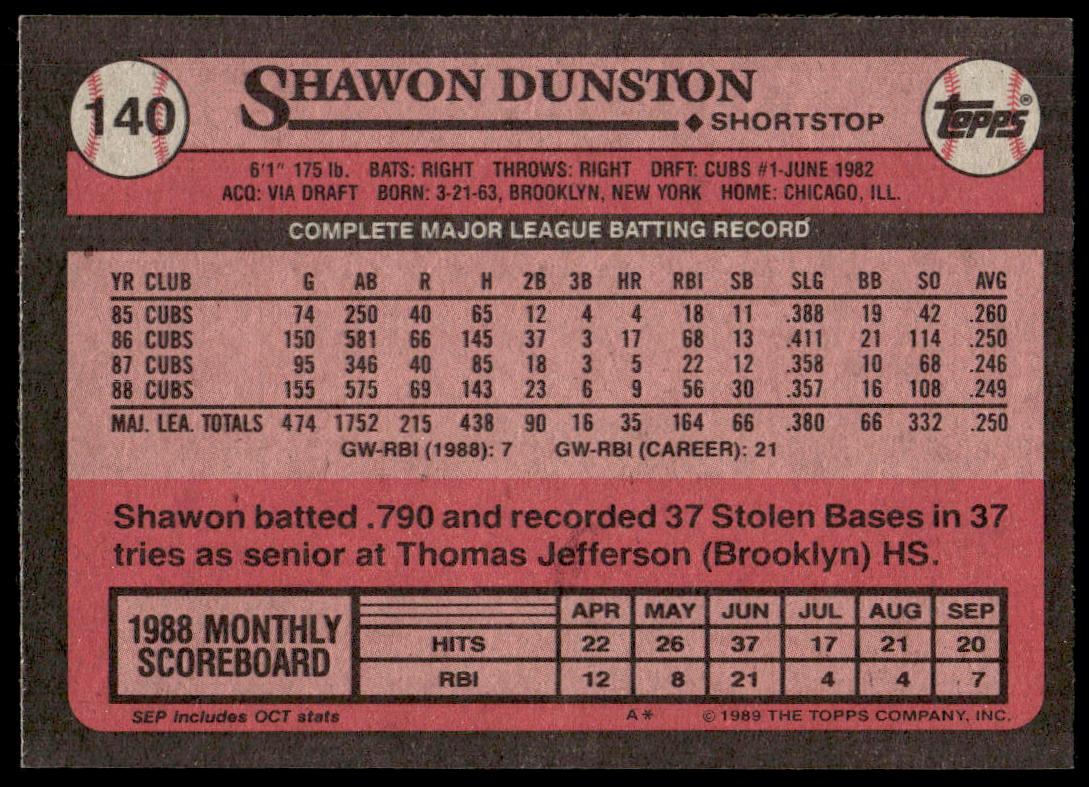 140
SHAWON DUNSTON
◆ SHORTSTOP
Topps®
6'1" 175 lb. BATS: RIGHT THROWS: RIGHT DRFT: CUBS #1-JUNE 1982
ACQ: VIA DRAFT BORN: 3-21-63, BROOKLYN, NEW YORK HOME: CHICAGO, ILL.
COMPLETE MAJOR LEAGUE BATTING RECORD
YR CLUB G AB R H 2B 3B HR RBI SB SLG BB SO AVG
85 CUBS 74 250 40 65 12 4 4 18 11 .388 19 42 .260
86 CUBS 150 581 66 145 37 3 17 68 13 .411 21 114 .250
87 CUBS 95 346 40 85 18 3 5 22 12 .358 10 68 .246
88 CUBS 155 575 69 143 23 6 9 56 30 .357 16 108 .249
MAJ. LEA. TOTALS 474 1752 215 438 90 16 35 164 66 .380 66 332 .250
GW-RBI (1988): 7 GW-RBI (CAREER): 21
Shawon batted .790 and recorded 37 Stolen Bases in 37
tries as senior at Thomas Jefferson (Brooklyn) HS.
1988 MONTHLY
SCOREBOARD
APR MAY JUN JUL AUG SEP
HITS 22 26 37 17 21 20
RBI 12 8 21 4 4 7
SEP includes OCT stats A* © 1989 THE TOPPS COMPANY, INC.